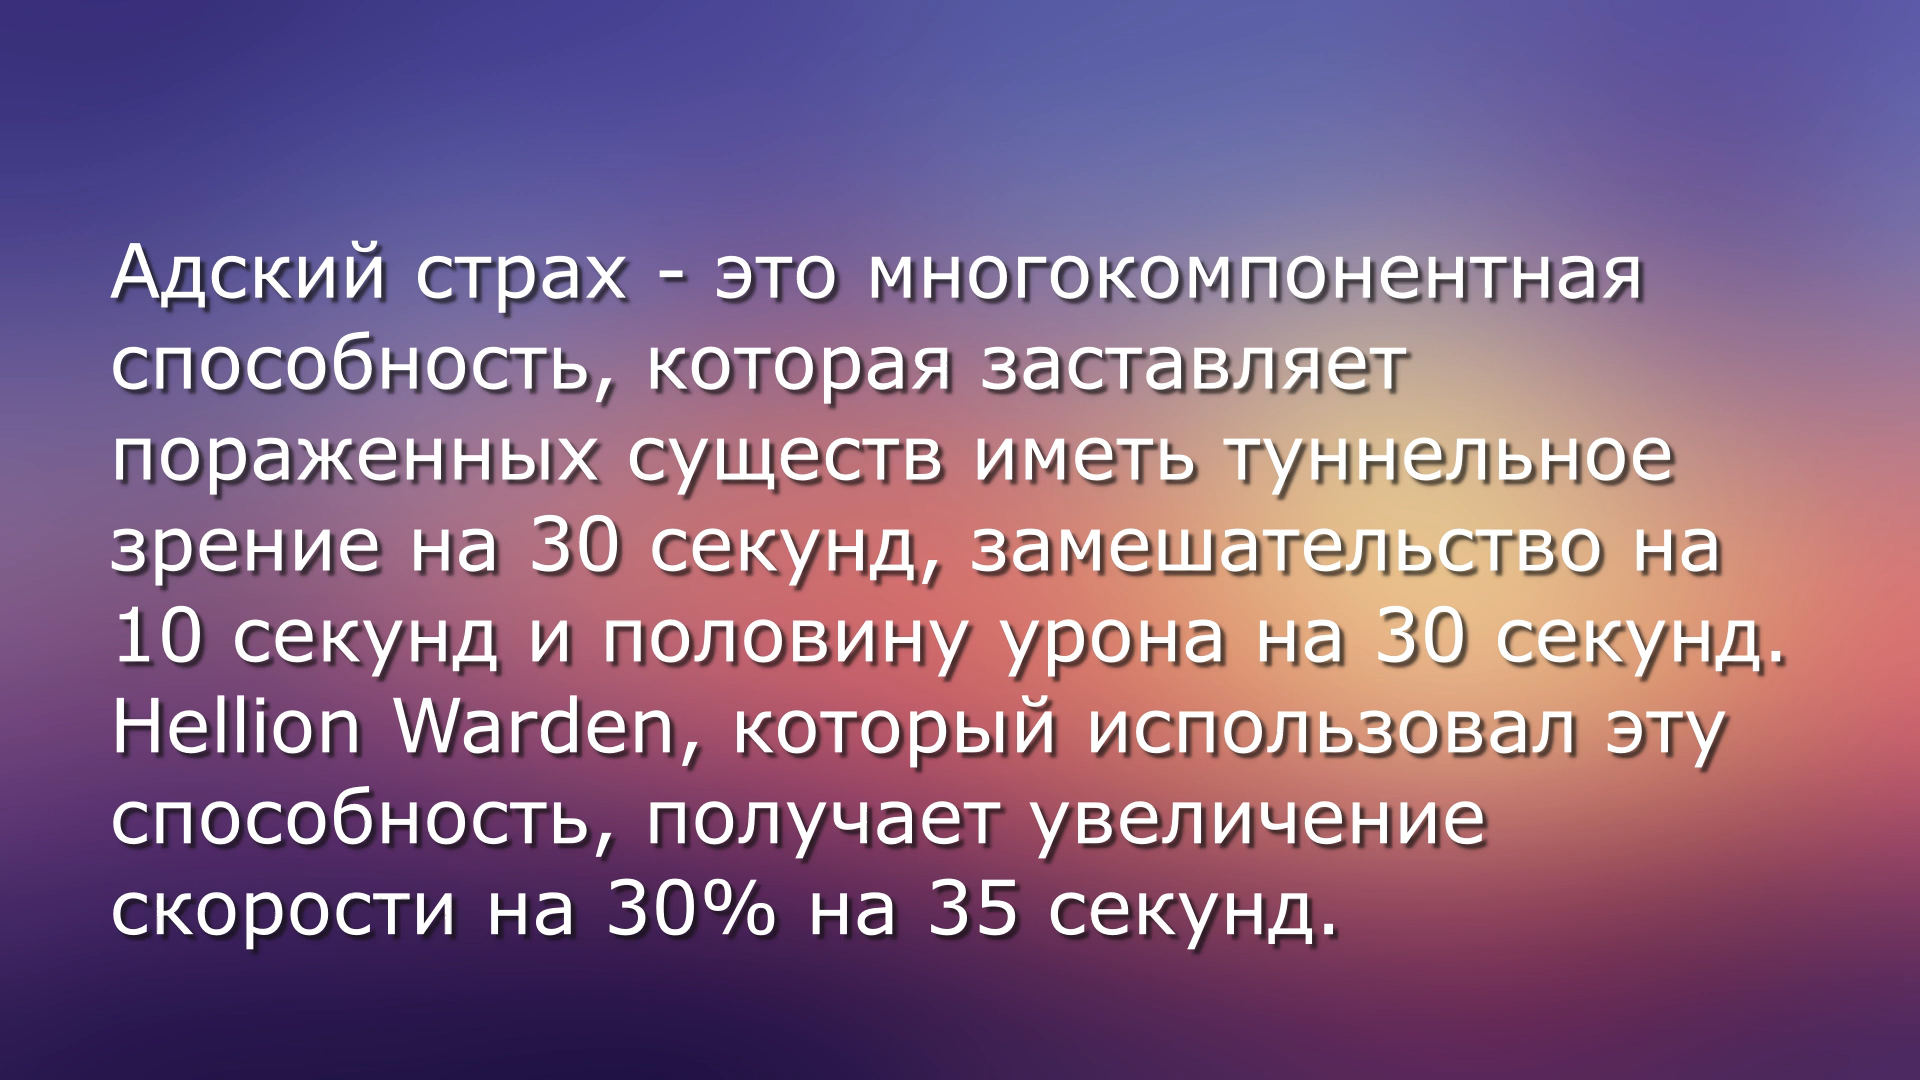 Адский страх - это многокомпонентная
способность, которая заставляет
пораженных существ иметь туннельное
зрение на 30 секунд, замешательство на
10 секунд и половину урона на 30 секунд.
Hellion Warden, который использовал эту
способность, получает увеличение
скорости на 30% на 35 секунд.